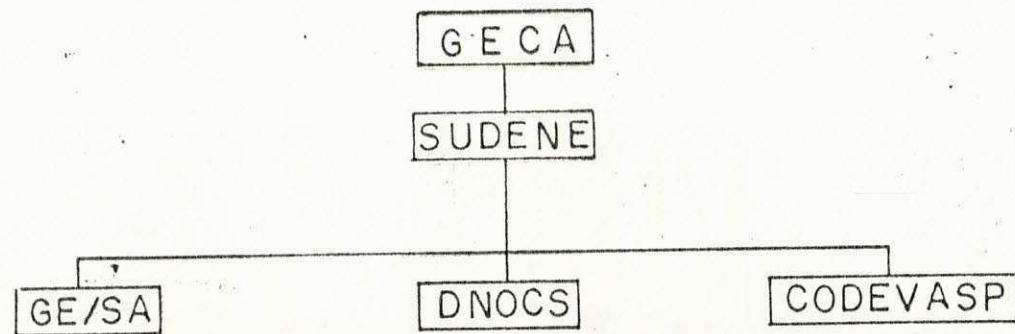 GECA
SUDENE
GE/SA
DNOCS
CODEVASP